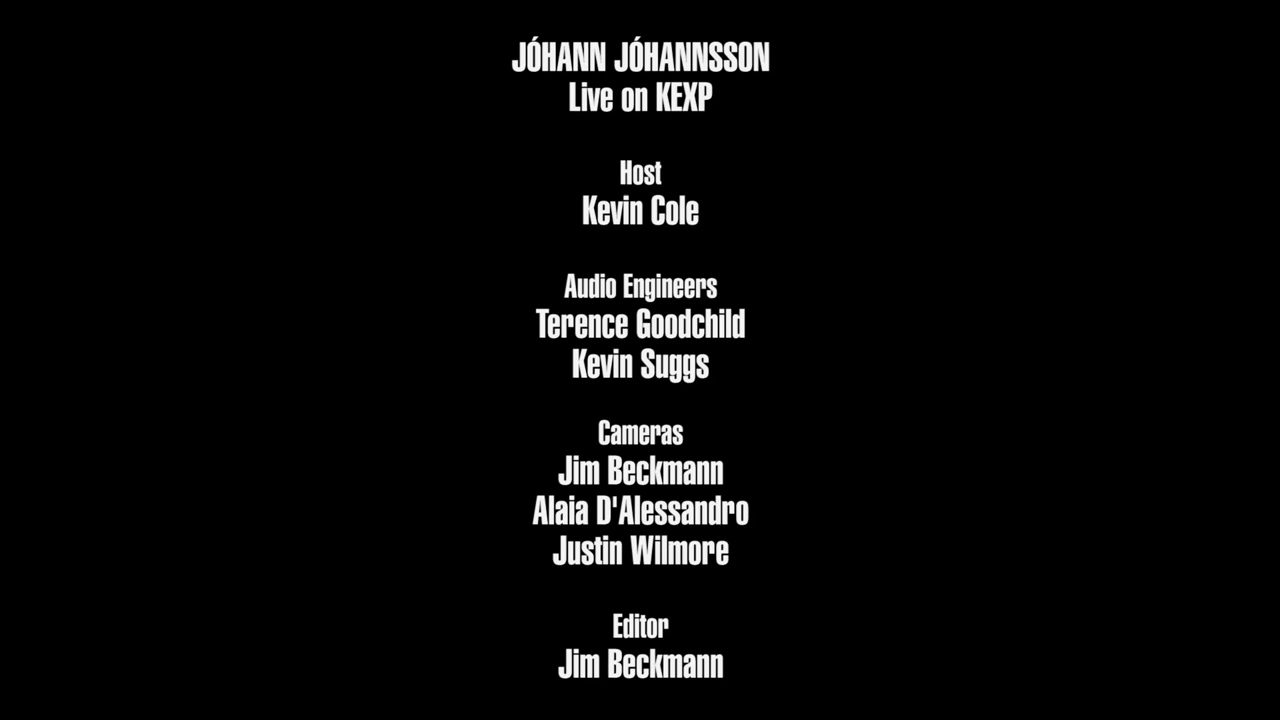 JÓHANN JÓHANNSSON
Live on KEXP
Host
Kevin Cole
Audio Engineers
Terence Goodchild
Kevin Suggs
Cameras
Jim Beckmann
Alaia D'Alessandro
Justin Wilmore
Editor
Jim Beckmann